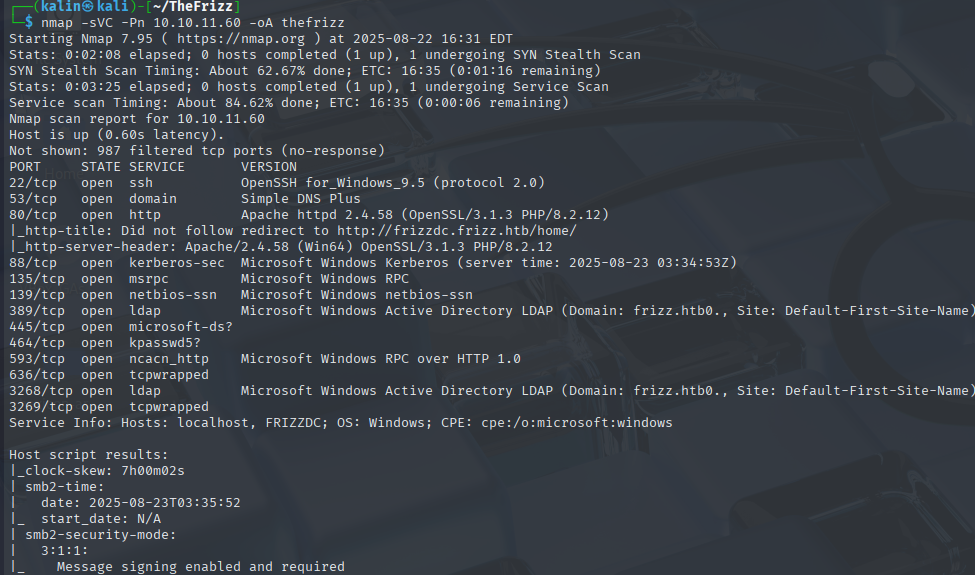 ┌──(kalin㉿kali)-[~/TheFrizz]
└─$ nmap -sVC -Pn 10.10.11.60 -oA thefrizz
Starting Nmap 7.95 ( https://nmap.org ) at 2025-08-22 16:31 EDT
Stats: 0:02:08 elapsed; 0 hosts completed (1 up), 1 undergoing SYN Stealth Scan
SYN Stealth Scan Timing: About 62.67% done; ETC: 16:35 (0:01:16 remaining)
Stats: 0:03:25 elapsed; 0 hosts completed (1 up), 1 undergoing Service Scan
Service scan Timing: About 84.62% done; ETC: 16:35 (0:00:06 remaining)
Nmap scan report for 10.10.11.60
Host is up (0.60s latency).
Not shown: 987 filtered tcp ports (no-response)
PORT     STATE SERVICE       VERSION
22/tcp   open  ssh           OpenSSH for_Windows_9.5 (protocol 2.0)
53/tcp   open  domain        Simple DNS Plus
80/tcp   open  http          Apache httpd 2.4.58 (OpenSSL/3.1.3 PHP/8.2.12)
|_http-title: Did not follow redirect to http://frizzdc.frizz.htb/home/
|_http-server-header: Apache/2.4.58 (Win64) OpenSSL/3.1.3 PHP/8.2.12
88/tcp   open  kerberos-sec  Microsoft Windows Kerberos (server time: 2025-08-23 03:34:53Z)
135/tcp  open  msrpc         Microsoft Windows RPC
139/tcp  open  netbios-ssn   Microsoft Windows netbios-ssn
389/tcp  open  ldap          Microsoft Windows Active Directory LDAP (Domain: frizz.htb0., Site: Default-First-Site-Name)
445/tcp  open  microsoft-ds?
464/tcp  open  kpasswd5?
593/tcp  open  ncacn_http    Microsoft Windows RPC over HTTP 1.0
636/tcp  open  tcpwrapped
3268/tcp open  ldap          Microsoft Windows Active Directory LDAP (Domain: frizz.htb0., Site: Default-First-Site-Name)
3269/tcp open  tcpwrapped
Service Info: Hosts: localhost, FRIZZDC; OS: Windows; CPE: cpe:/o:microsoft:windows

Host script results:
|_clock-skew: 7h00m02s
| smb2-time:
|   date: 2025-08-23T03:35:52
|_  start_date: N/A
| smb2-security-mode:
|   3:1:1:
|_    Message signing enabled and required